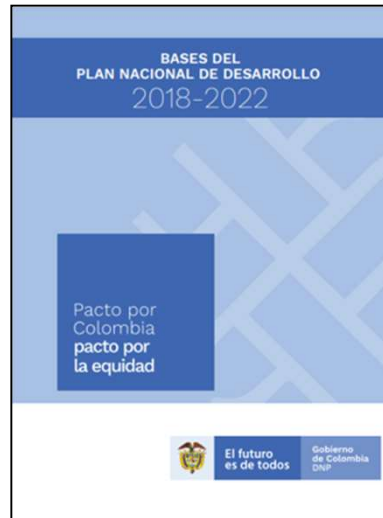 BASES DEL
PLAN NACIONAL DE DESARROLLO
2018-2022
Pacto por
Colombia
pacto por
la equidad
El futuro
es de todos
Gobierno
de Colombia
DNP